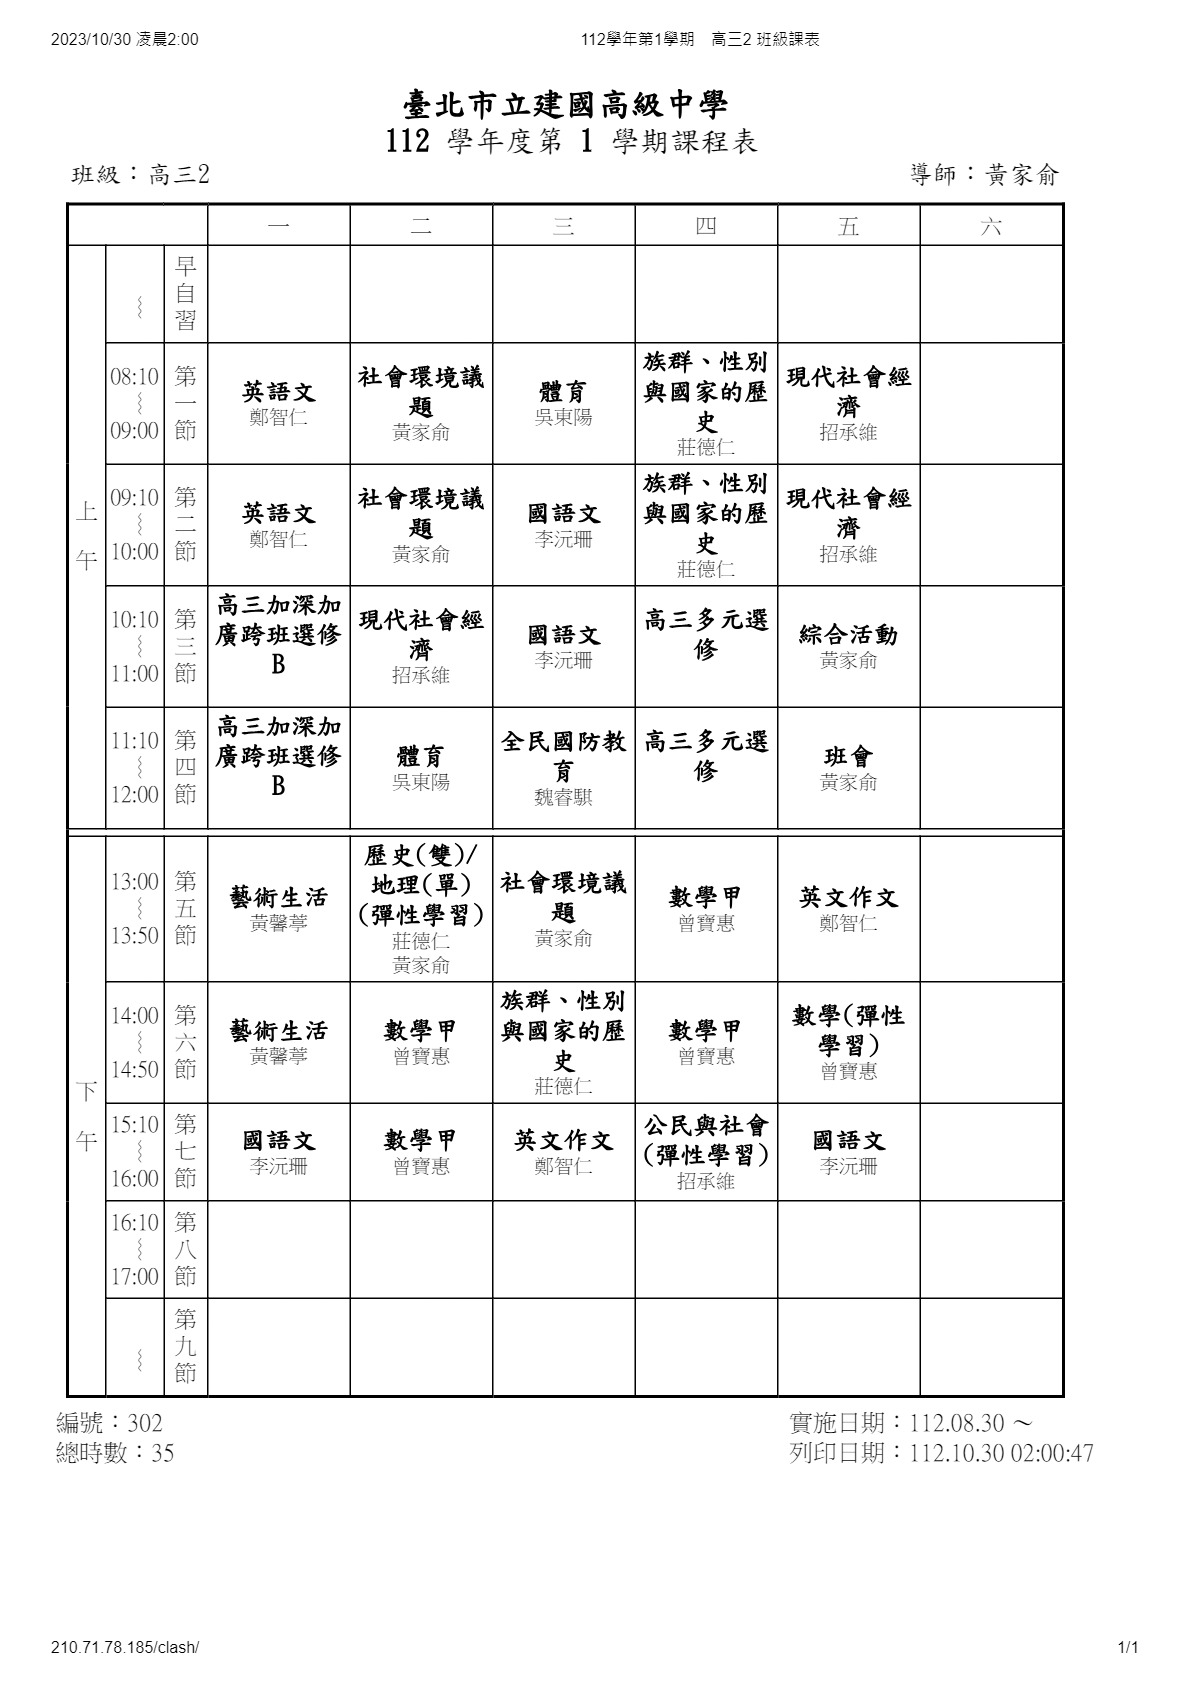 2023/10/30 凌晨2:00
112學年第1學期　高三2 班級課表
臺北市立建國高級中學
112 學年度第 1 學期課程表
班級：高三2
導師：黃家俞
一
二
三
四
五
六
上
午
～
早
自
習
08:10
～
09:00
第
一
節
英語文
鄭智仁
社會環境議
題
黃家俞
體育
吳東陽
族群、性別
與國家的歷
史
莊德仁
現代社會經
濟
招承維
09:10
～
10:00
第
二
節
英語文
鄭智仁
社會環境議
題
黃家俞
國語文
李沅珊
族群、性別
與國家的歷
史
莊德仁
現代社會經
濟
招承維
10:10
～
11:00
第
三
節
高三加深加
廣跨班選修
B
現代社會經
濟
招承維
國語文
李沅珊
高三多元選
修
綜合活動
黃家俞
11:10
～
12:00
第
四
節
高三加深加
廣跨班選修
B
體育
吳東陽
全民國防教
育
魏睿騏
高三多元選
修
班會
黃家俞
下
午
13:00
～
13:50
第
五
節
藝術生活
黃馨葶
歷史(雙)/
地理(單)
(彈性學習)
莊德仁
黃家俞
社會環境議
題
黃家俞
數學甲
曾寶惠
英文作文
鄭智仁
14:00
～
14:50
第
六
節
藝術生活
黃馨葶
數學甲
曾寶惠
族群、性別
與國家的歷
史
莊德仁
數學甲
曾寶惠
數學(彈性
學習)
曾寶惠
15:10
～
16:00
第
七
節
國語文
李沅珊
數學甲
曾寶惠
英文作文
鄭智仁
公民與社會
(彈性學習)
招承維
國語文
李沅珊
16:10
～
17:00
第
八
節
～
第
九
節
編號：302
實施日期：112.08.30 ～
總時數：35
列印日期：112.10.30 02:00:47
210.71.78.185/clash/
1/1